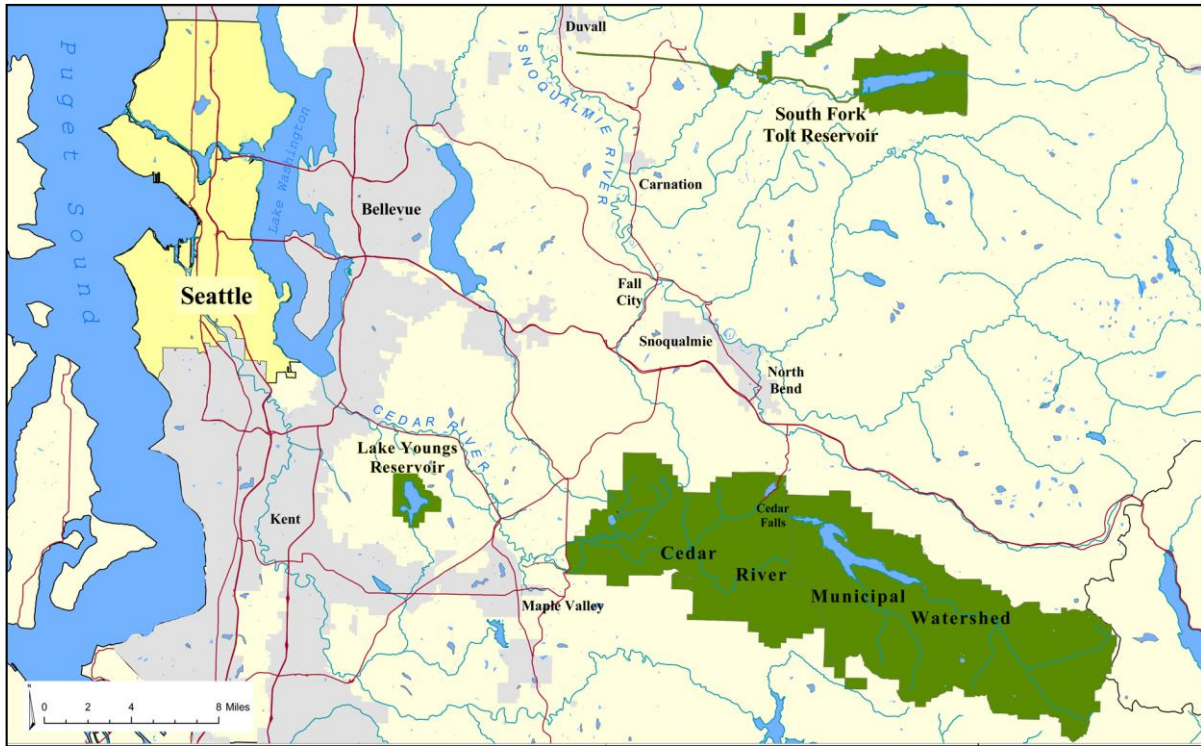 Duvall
Puget Sound
ISNOQUALMIE RIVER
South Fork
Tolt Reservoir
Lake Washington
Carnation
Bellevue
Seattle
Fall
City
Snoqualmie
North
Bend
CEDAR RIVER
Lake Youngs
Reservoir
Kent
Cedar
Falls
Cedar
River
Municipal
Watershed
Maple Valley
N
0 2 4 8 Miles